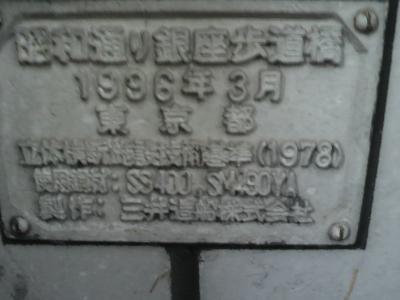 昭和通り銀座歩道橋
1996年3月
東京都
立体横断施設技術基準(1978)
使用鋼材：SS400，SMA490YA
製作：三井造船株式会社